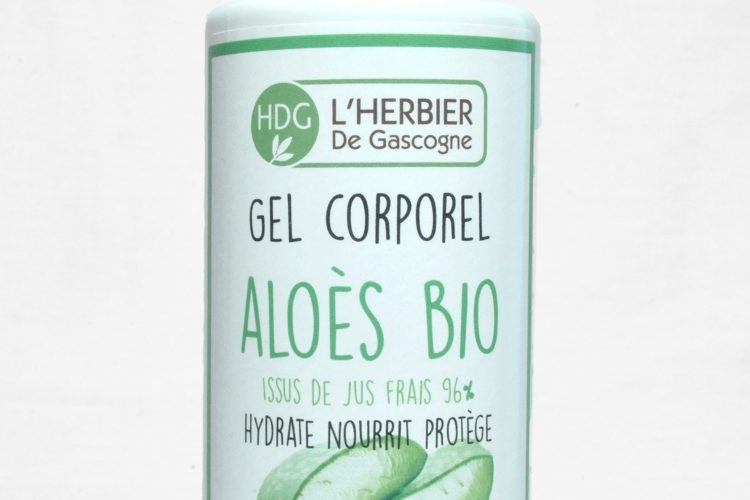 HDG
L'HERBIER
De Gascogne
GEL CORPOREL
ALOÈS BIO
ISSUS DE JUS FRAIS 96%
HYDRATE NOURRIT PROTÈGE